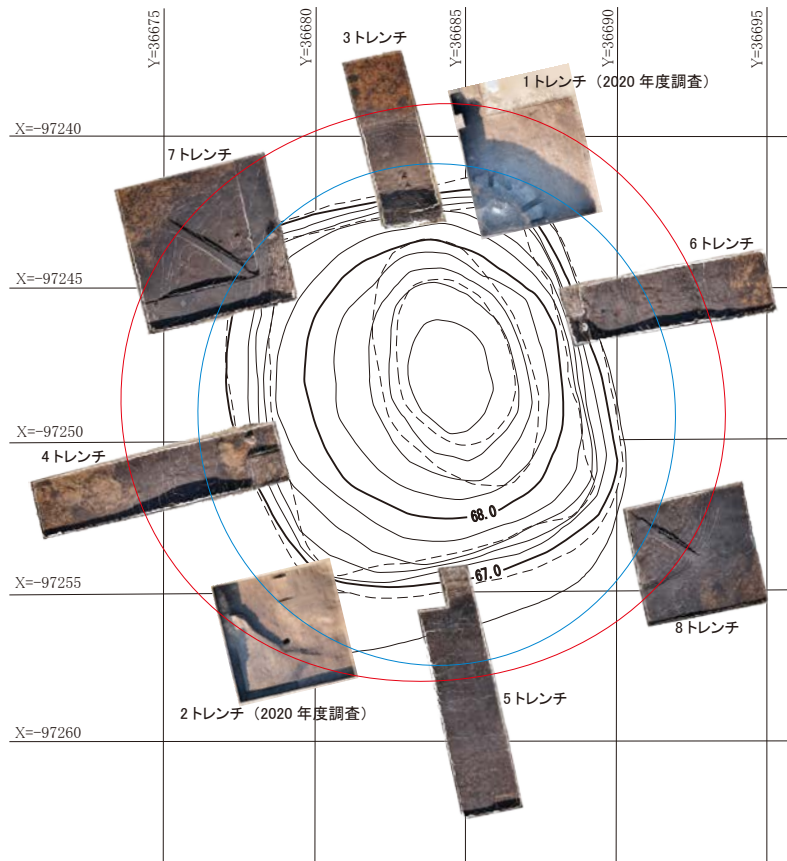 Y=36675
Y=36680
Y=36685
Y=36690
Y=36695
3トレンチ
1トレンチ（2020年度調査）
X=-97240
7トレンチ
6トレンチ
X=-97245
X=-97250
4トレンチ
68.0
67.0
X=-97255
8トレンチ
5トレンチ
2トレンチ（2020年度調査）
X=-97260